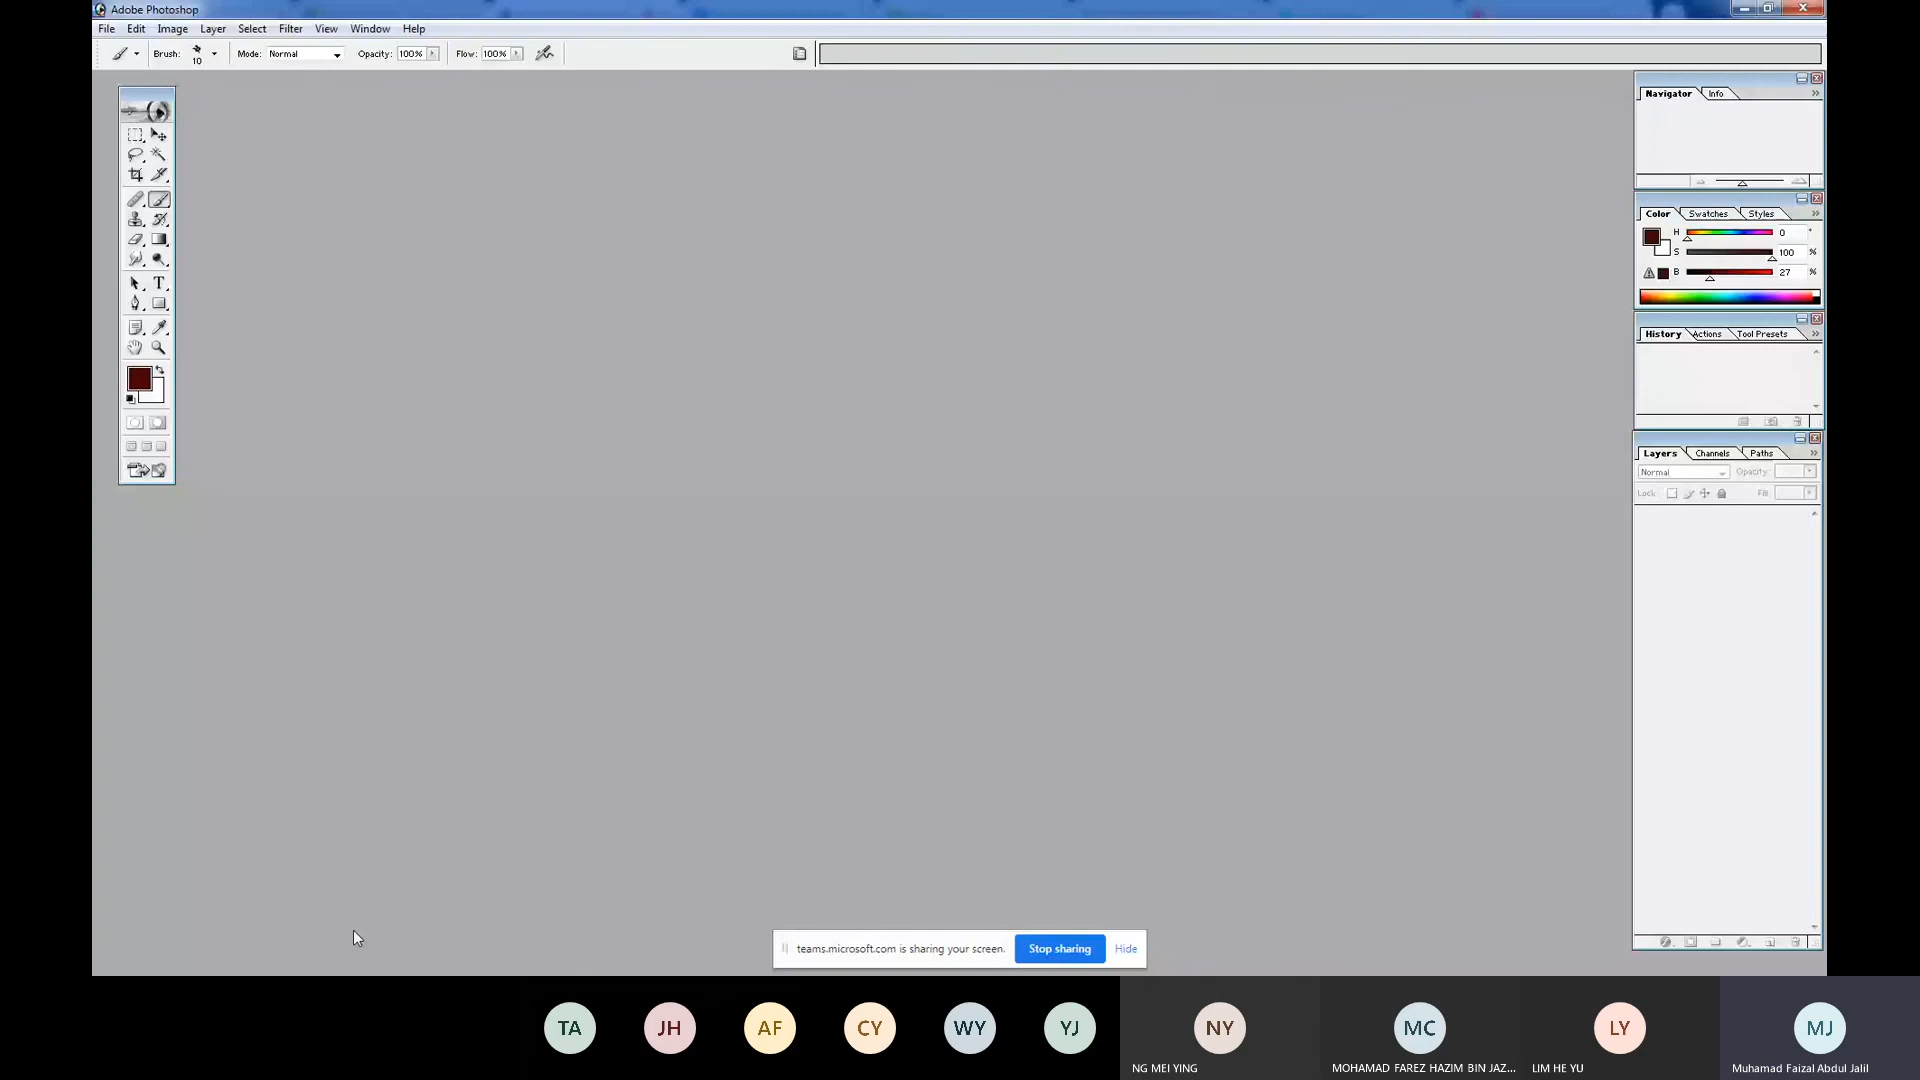 Adobe Photoshop
File Edit Image Layer Select Filter View Window Help
Brush: 10 Mode: Normal Opacity: 100% Flow: 100%
Navigator Info
Color Swatches Styles
H 0 °
S 100 %
B 27 %
History Actions Tool Presets
T
Layers Channels Paths
Normal Opacity:
Lock: Fill:
teams.microsoft.com is sharing your screen. Stop sharing Hide
TA JH AF CY WY YJ NY MC LY MJ
NG MEI YING MOHAMAD FAREZ HAZIM BIN JAZ... LIM HE YU Muhamad Faizal Abdul Jalil